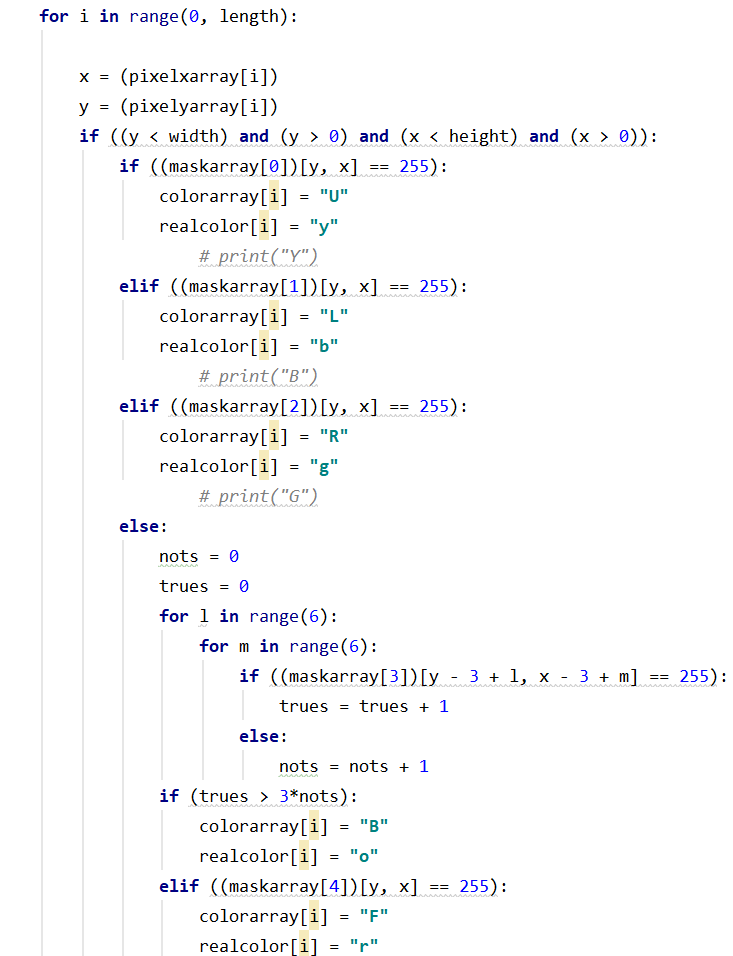 for i in range(0, length):
x = (pixelxarray[i])
y = (pixelyarray[i])
if ((y < width) and (y > 0) and (x < height) and (x > 0)):
if ((maskarray[0])[y, x] == 255):
colorarray[i] = "U"
realcolor[i] = "y"
# print("Y")
elif ((maskarray[1])[y, x] == 255):
colorarray[i] = "L"
realcolor[i] = "b"
# print("B")
elif ((maskarray[2])[y, x] == 255):
colorarray[i] = "R"
realcolor[i] = "g"
# print("G")
else:
nots = 0
trues = 0
for l in range(6):
for m in range(6):
if ((maskarray[3])[y - 3 + l, x - 3 + m] == 255):
trues = trues + 1
else:
nots = nots + 1
if (trues > 3*nots):
colorarray[i] = "B"
realcolor[i] = "o"
elif ((maskarray[4])[y, x] == 255):
colorarray[i] = "F"
realcolor[i] = "r"